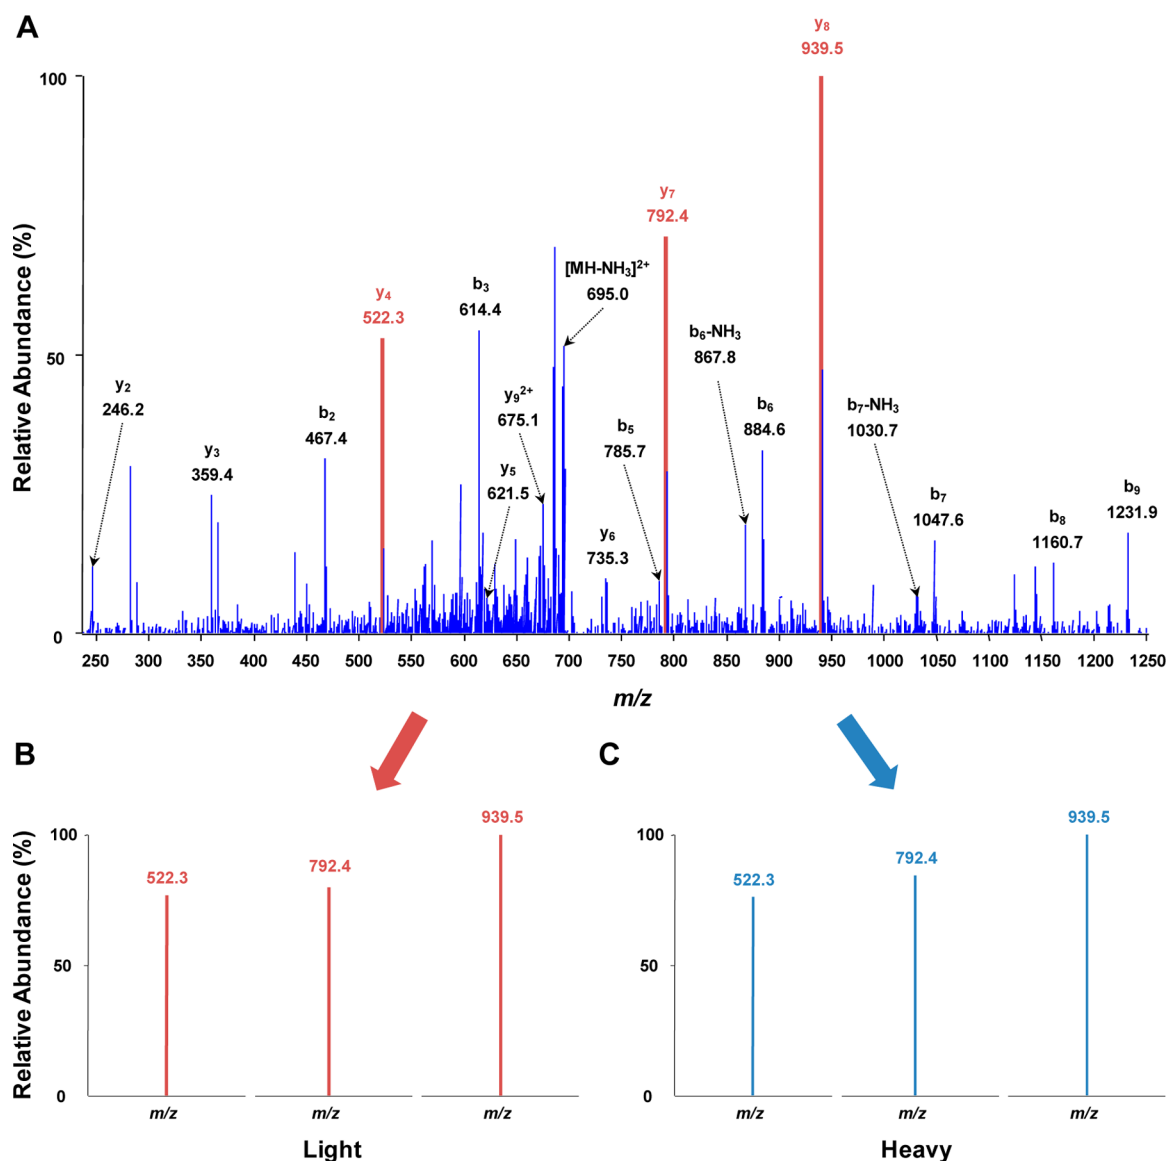 A
y₈
939.5
100
y₇
792.4
[MH-NH₃]²⁺
695.0
b₃
614.4
y₄
522.3
b₆-NH₃
867.8
50
y₂
246.2
y₉²⁺
675.1
b₂
467.4
b₅
785.7
b₆
884.6
b₇-NH₃
1030.7
y₃
359.4
y₅
621.5
y₆
735.3
b₇
1047.6
b₈
1160.7
b₉
1231.9
0
Relative Abundance (%)
250 300 350 400 450 500 550 600 650 700 750 800 850 900 950 1000 1050 1100 1150 1200 1250
m/z
B
Relative Abundance (%)
100
50
0
522.3
792.4
939.5
m/z m/z m/z
Light
C
100
50
0
522.3
792.4
939.5
m/z m/z m/z
Heavy